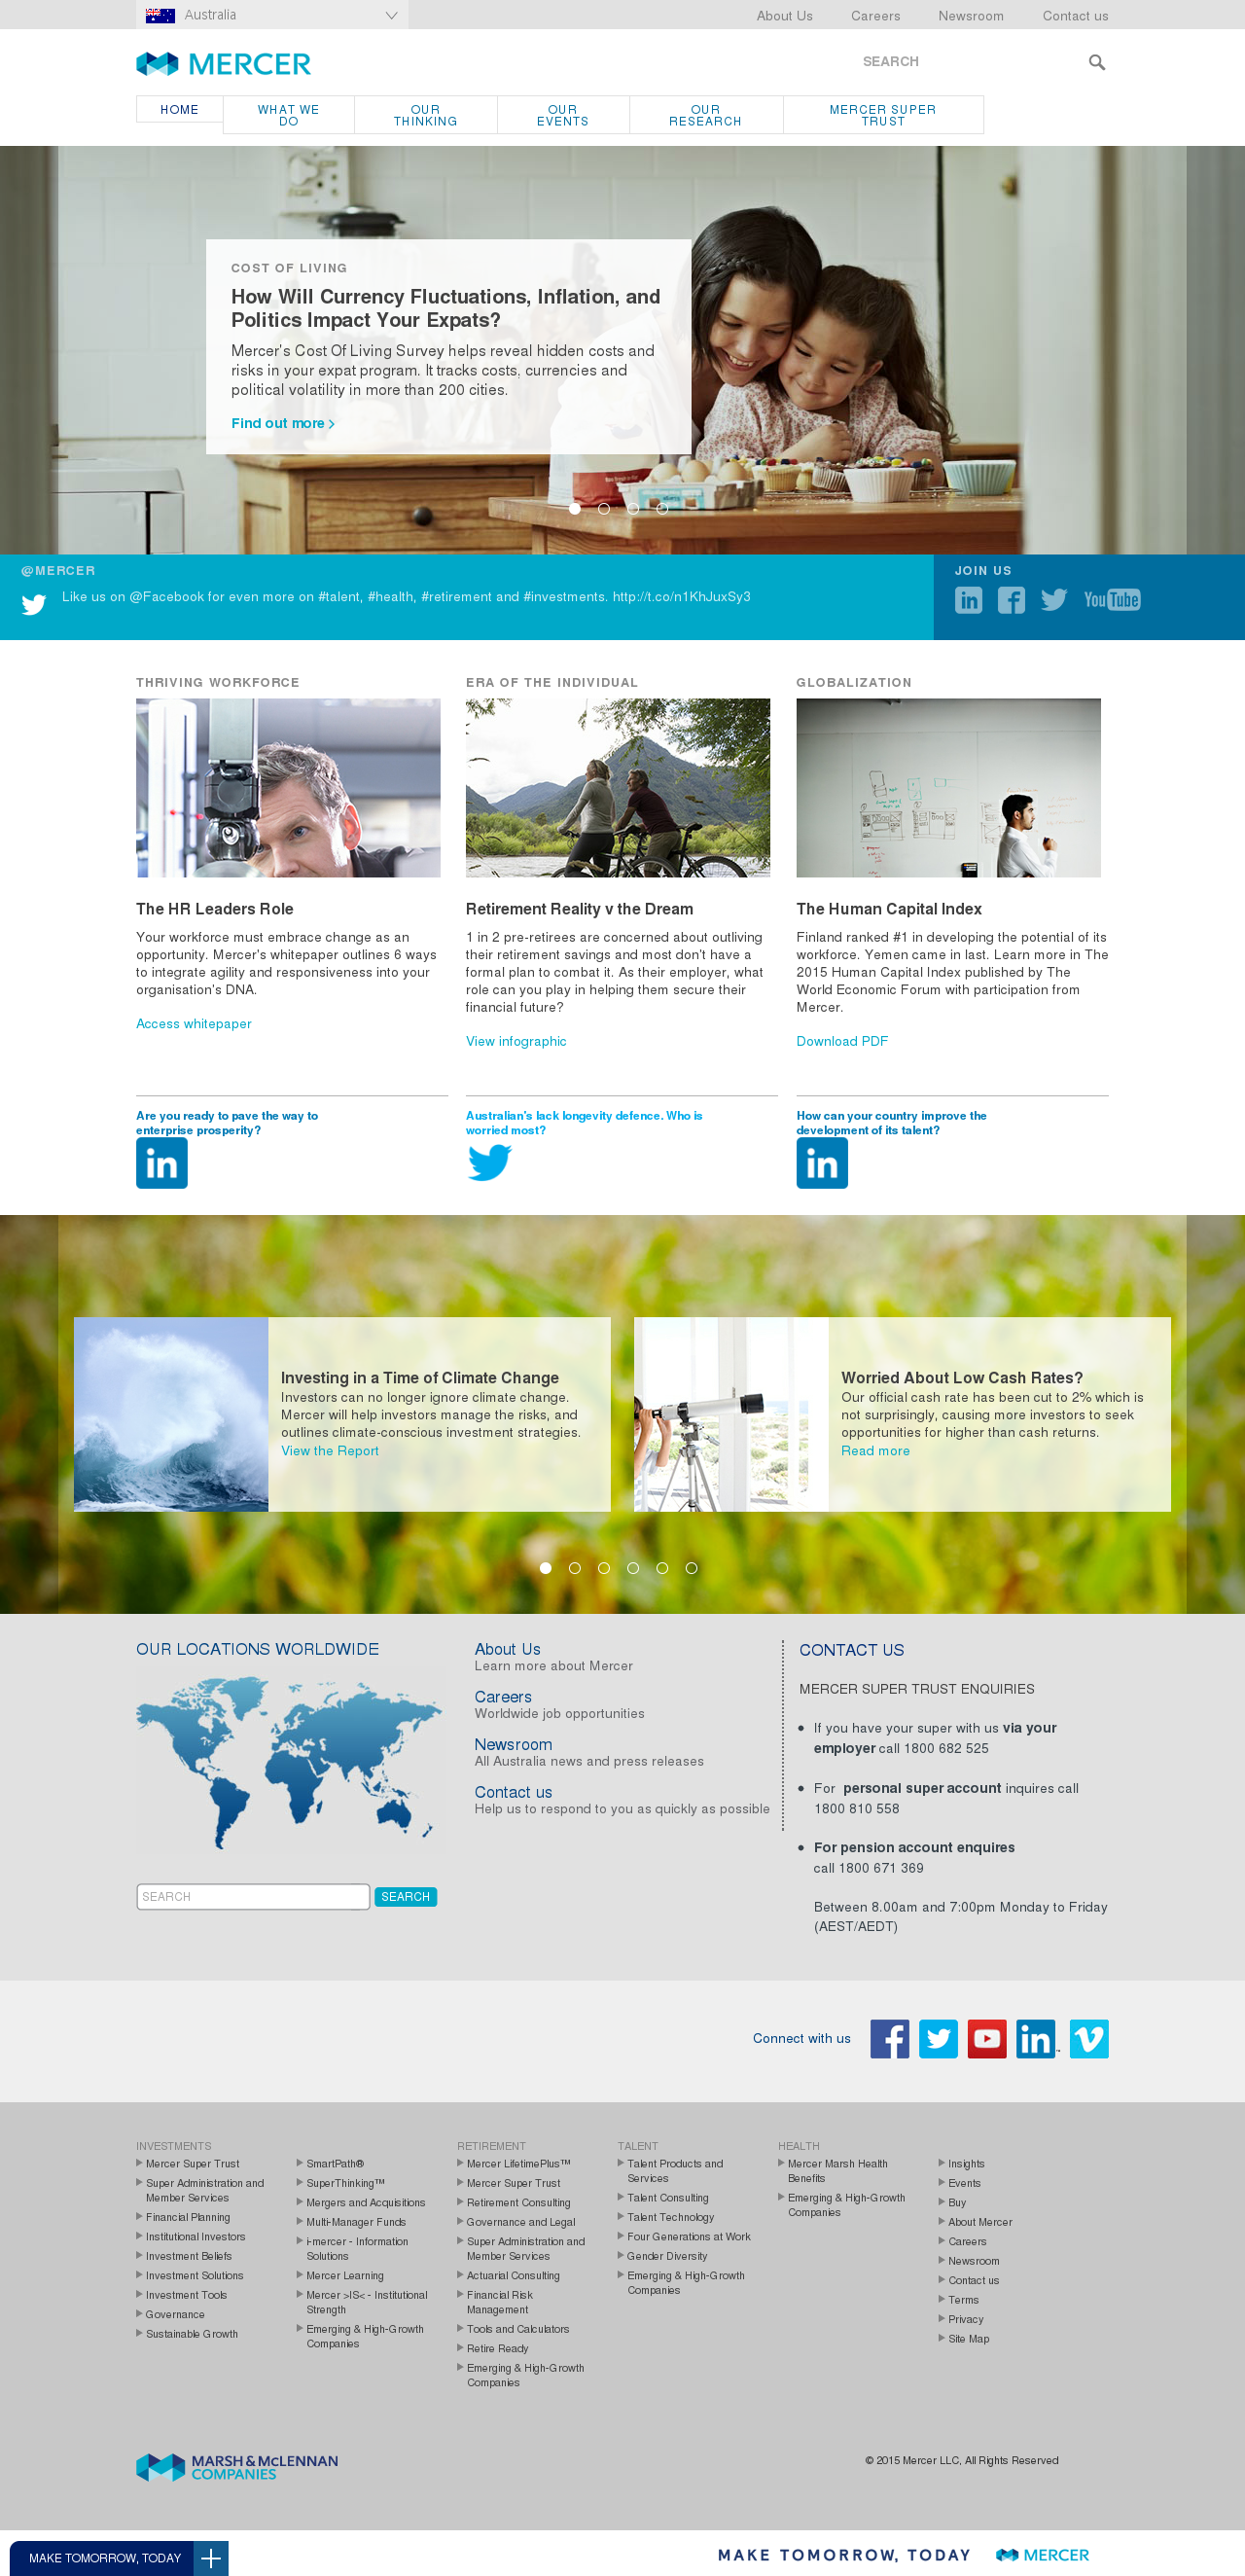 Australia
About Us
Careers
Newsroom
Contact us
MERCER
SEARCH
HOME
WHAT WE
DO
OUR
THINKING
OUR
EVENTS
OUR
RESEARCH
MERCER SUPER
TRUST
COST OF LIVING
How Will Currency Fluctuations, Inflation, and
Politics Impact Your Expats?
Mercer's Cost Of Living Survey helps reveal hidden costs and
risks in your expat program. It tracks costs, currencies and
political volatility in more than 200 cities.
Find out more >
@MERCER
Like us on @Facebook for even more on #talent, #health, #retirement and #investments. http://t.co/n1KhJuxSy3
JOIN US
in
You Tube
THRIVING WORKFORCE
The HR Leaders Role
Your workforce must embrace change as an
opportunity. Mercer's whitepaper outlines 6 ways
to integrate agility and responsiveness into your
organisation's DNA.
Access whitepaper
ERA OF THE INDIVIDUAL
Retirement Reality v the Dream
1 in 2 pre-retirees are concerned about outliving
their retirement savings and most don't have a
formal plan to combat it. As their employer, what
role can you play in helping them secure their
financial future?
View infographic
GLOBALIZATION
The Human Capital Index
Finland ranked #1 in developing the potential of its
workforce. Yemen came in last. Learn more in The
2015 Human Capital Index published by The
World Economic Forum with participation from
Mercer.
Download PDF
Are you ready to pave the way to
enterprise prosperity?
in
Australian's lack longevity defence. Who is
worried most?
How can your country improve the
development of its talent?
in
Investing in a Time of Climate Change
Investors can no longer ignore climate change.
Mercer will help investors manage the risks, and
outlines climate-conscious investment strategies.
View the Report
Worried About Low Cash Rates?
Our official cash rate has been cut to 2% which is
not surprisingly, causing more investors to seek
opportunities for higher than cash returns.
Read more
OUR LOCATIONS WORLDWIDE
SEARCH
SEARCH
About Us
Learn more about Mercer
Careers
Worldwide job opportunities
Newsroom
All Australia news and press releases
Contact us
Help us to respond to you as quickly as possible
CONTACT US
MERCER SUPER TRUST ENQUIRIES
If you have your super with us via your
employer call 1800 682 525
For personal super account inquires call
1800 810 558
For pension account enquires
call 1800 671 369
Between 8.00am and 7:00pm Monday to Friday
(AEST/AEDT)
Connect with us
in
INVESTMENTS
Mercer Super Trust
Super Administration and
Member Services
Financial Planning
Institutional Investors
Investment Beliefs
Investment Solutions
Investment Tools
Governance
Sustainable Growth
SmartPath®
SuperThinking™
Mergers and Acquisitions
Multi-Manager Funds
i-mercer - Information
Solutions
Mercer Learning
Mercer >IS< - Institutional
Strength
Emerging & High-Growth
Companies
RETIREMENT
Mercer LifetimePlus™
Mercer Super Trust
Retirement Consulting
Governance and Legal
Super Administration and
Member Services
Actuarial Consulting
Financial Risk
Management
Tools and Calculators
Retire Ready
Emerging & High-Growth
Companies
TALENT
Talent Products and
Services
Talent Consulting
Talent Technology
Four Generations at Work
Gender Diversity
Emerging & High-Growth
Companies
HEALTH
Mercer Marsh Health
Benefits
Emerging & High-Growth
Companies
Insights
Events
Buy
About Mercer
Careers
Newsroom
Contact us
Terms
Privacy
Site Map
MARSH & McLENNAN
COMPANIES
© 2015 Mercer LLC, All Rights Reserved
MAKE TOMORROW, TODAY
MAKE TOMORROW, TODAY
MERCER